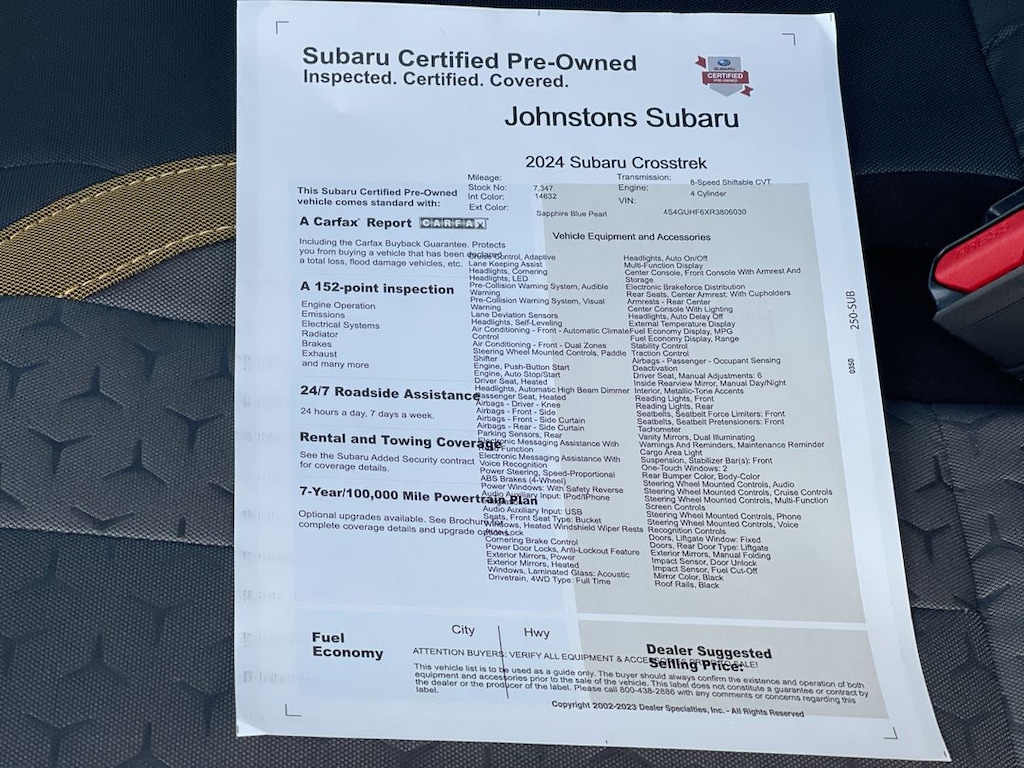 Subaru Certified Pre-Owned
Inspected. Certified. Covered.
SUBARU
CERTIFIED
PRE-OWNED
Johnstons Subaru
2024 Subaru Crosstrek
Mileage:
Stock No: 7,347
Int Color: 14632
Ext Color:
Sapphire Blue Pearl
Transmission: 8-Speed Shiftable CVT
Engine: 4 Cylinder
VIN:
4S4GUHF6XR3806030
This Subaru Certified Pre-Owned
vehicle comes standard with:
A Carfax Report CARFAX
Including the Carfax Buyback Guarantee. Protects
you from buying a vehicle that has been declared
a total loss, flood damage vehicles, etc.
A 152-point inspection
Engine Operation
Emissions
Electrical Systems
Radiator
Brakes
Exhaust
and many more
24/7 Roadside Assistance
24 hours a day, 7 days a week.
Rental and Towing Coverage
See the Subaru Added Security contract
for coverage details.
7-Year/100,000 Mile Powertrain Plan
Optional upgrades available. See Brochure for
complete coverage details and upgrade options.
Vehicle Equipment and Accessories
Cruise Control, Adaptive
Lane Keeping Assist
Headlights, Cornering
Headlights, LED
Pre-Collision Warning System, Audible
Warning
Pre-Collision Warning System, Visual
Warning
Lane Deviation Sensors
Headlights, Self-Leveling
Air Conditioning - Front - Automatic Climate
Control
Air Conditioning - Front - Dual Zones
Steering Wheel Mounted Controls, Paddle
Shifter
Engine, Push-Button Start
Engine, Auto Stop/Start
Driver Seat, Heated
Headlights, Automatic High Beam Dimmer
Passenger Seat, Heated
Airbags - Driver - Knee
Airbags - Front - Side
Airbags - Front - Side Curtain
Airbags - Rear - Side Curtain
Parking Sensors, Rear
Electronic Messaging Assistance With
Read Function
Electronic Messaging Assistance With
Voice Recognition
Power Steering, Speed-Proportional
ABS Brakes (4-Wheel)
Power Windows: With Safety Reverse
Audio Auxiliary Input: IPod/IPhone
Audio Auxiliary Input: USB
Seats, Front Seat Type: Bucket
Windows, Heated Windshield Wiper Rests
Cornering Brake Control
Power Door Locks, Anti-Lockout Feature
Exterior Mirrors, Power
Exterior Mirrors, Heated
Windows, Laminated Glass: Acoustic
Drivetrain, 4WD Type: Full Time
Headlights, Auto On/Off
Multi-Function Display
Center Console, Front Console With Armrest And
Storage
Electronic Brakeforce Distribution
Rear Seats, Center Armrest: With Cupholders
Armrests - Rear Center
Center Console With Lighting
Headlights, Auto Delay Off
External Temperature Display
Fuel Economy Display, MPG
Fuel Economy Display, Range
Stability Control
Traction Control
Airbags - Passenger - Occupant Sensing
Deactivation
Driver Seat, Manual Adjustments: 6
Inside Rearview Mirror, Manual Day/Night
Interior, Metallic-Tone Accents
Reading Lights, Front
Reading Lights, Rear
Seatbelts, Seatbelt Force Limiters: Front
Seatbelts, Seatbelt Pretensioners: Front
Tachometer
Vanity Mirrors, Dual Illuminating
Warnings And Reminders, Maintenance Reminder
Cargo Area Light
Suspension, Stabilizer Bar(s): Front
One-Touch Windows: 2
Rear Bumper Color, Body-Color
Steering Wheel Mounted Controls, Audio
Steering Wheel Mounted Controls, Cruise Controls
Steering Wheel Mounted Controls, Multi-Function
Screen Controls
Steering Wheel Mounted Controls, Phone
Steering Wheel Mounted Controls, Voice
Recognition Controls
Doors, Liftgate Window: Fixed
Doors, Rear Door Type: Liftgate
Exterior Mirrors, Manual Folding
Impact Sensor, Door Unlock
Impact Sensor, Fuel Cut-Off
Mirror Color, Black
Roof Rails, Black
250-SUB
0350
PRESS
Fuel
Economy
City
Hwy
Dealer Suggested
Selling Price:
ATTENTION BUYERS: VERIFY ALL EQUIPMENT & ACCESSORIES PRIOR TO SALE!
This vehicle list is to be used as a guide only. The buyer should always confirm the existence and operation of both
equipment and accessories prior to the sale of the vehicle. This label does not constitute a guarantee or contract by
the dealer or the producer of the label. Please call 800-438-2886 with any comments or concerns regarding this
label.
Copyright 2002-2023 Dealer Specialties, Inc. - All Rights Reserved